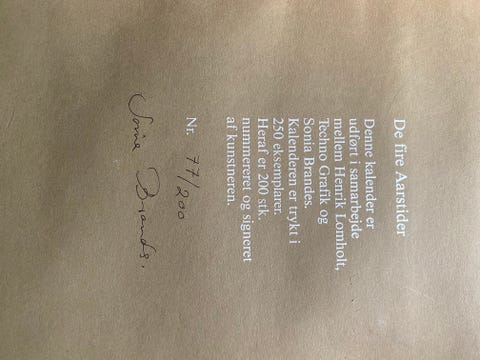 De fire Aarstider
Denne kalender er
udført i samarbejde
mellem Henrik Lomholt,
Techno Grafik og
Sonia Brandes.
Kalenderen er trykt i
250 eksemplarer.
Heraf er 200 stk.
nummereret og signeret
af kunstneren.
Nr. 77/200
Sonia Brandes.